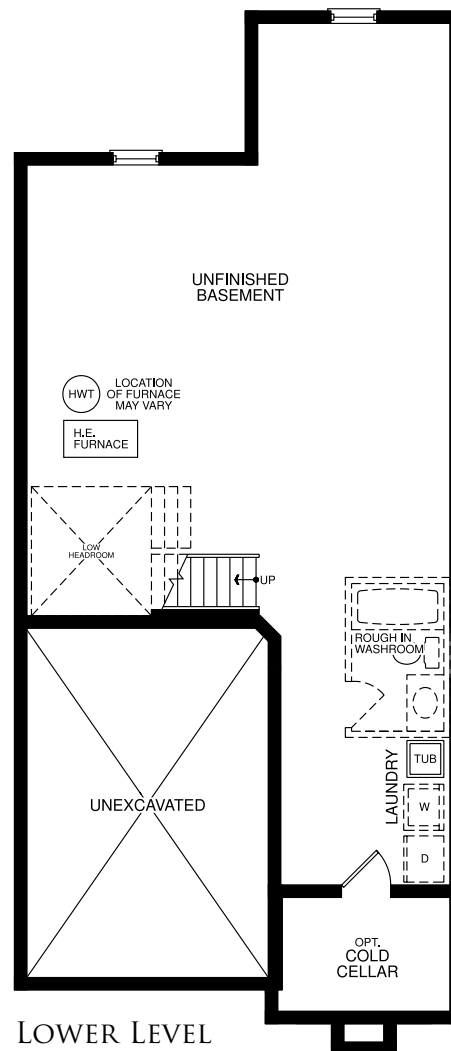 UNFINISHED
BASEMENT
HWT
LOCATION
OF FURNACE
MAY VARY
H.E.
FURNACE
LOW
HEADROOM
UP
ROUGH IN
WASHROOM
TUB
LAUNDRY
W
D
UNEXCAVATED
OPT.
COLD
CELLAR
LOWER LEVEL